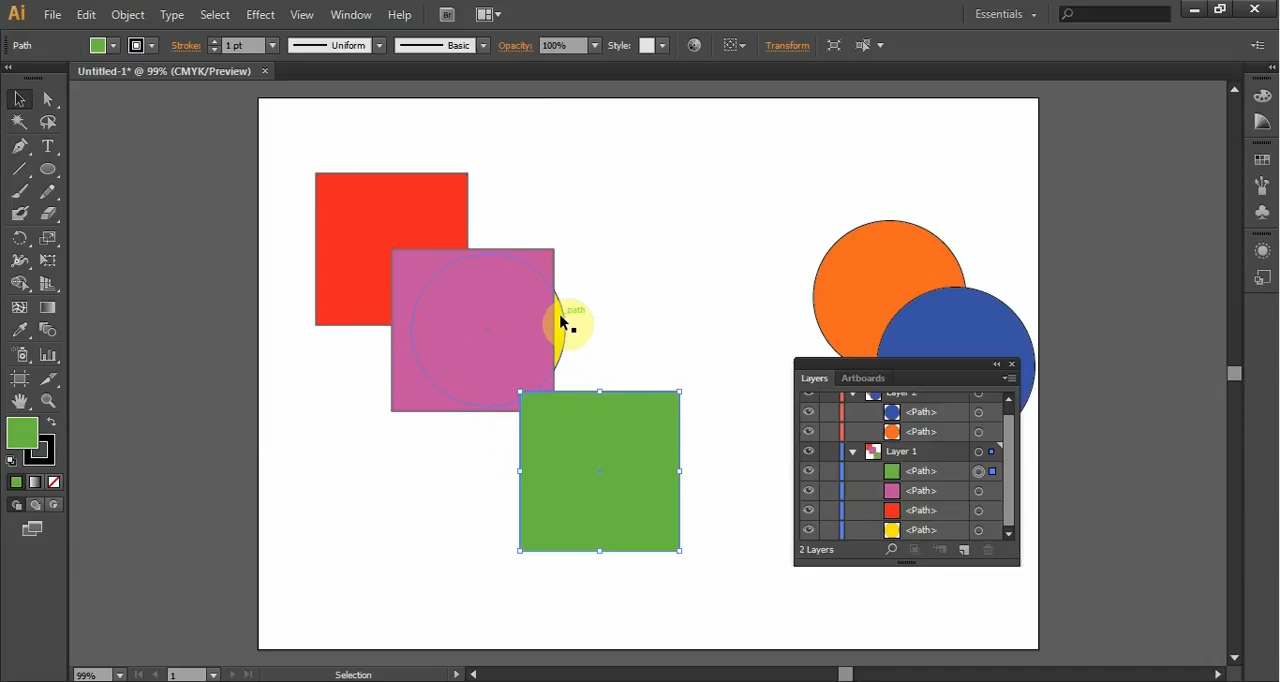 Ai File Edit Object Type Select Effect View Window Help Br Essentials
Path Stroke: 1 pt Uniform Basic Opacity: 100% Style: Transform
Untitled-1* @ 99% (CMYK/Preview) ×
path
Layers Artboards
Layer 2
<Path>
<Path>
Layer 1
<Path>
<Path>
<Path>
<Path>
2 Layers
99% 1 Selection